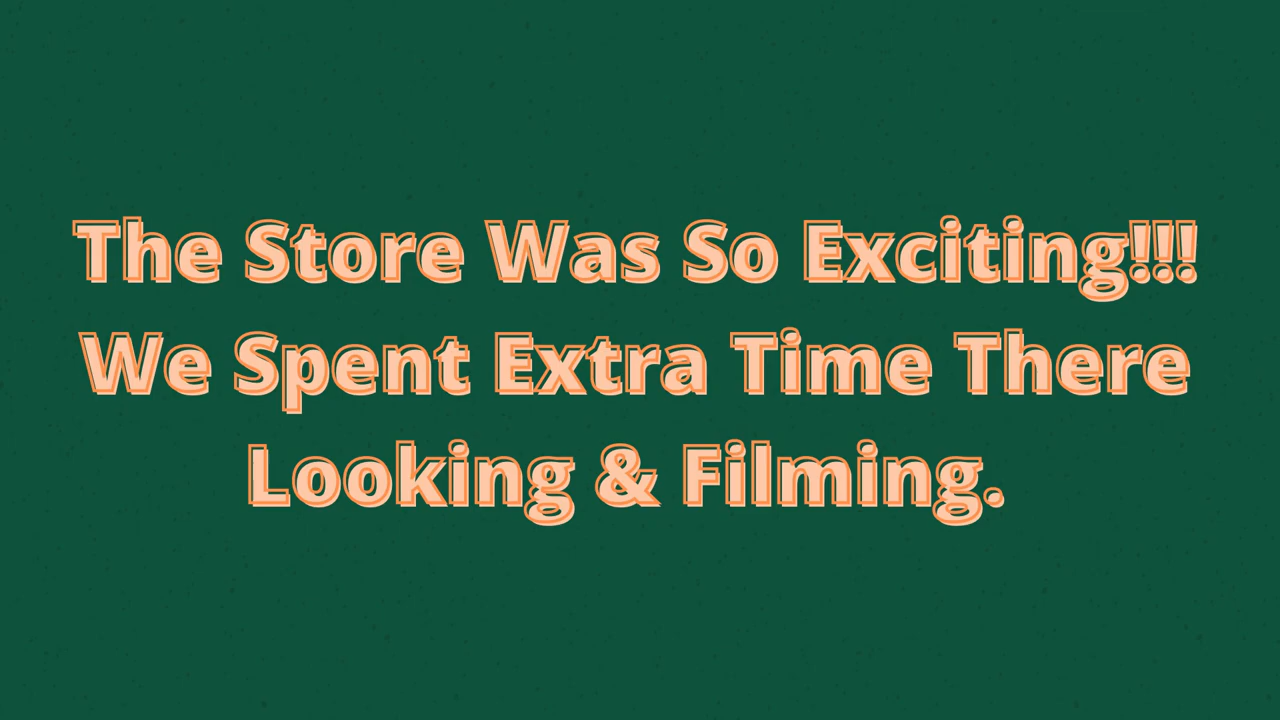 The Store Was So Exciting!!!
We Spent Extra Time There
Looking & Filming.